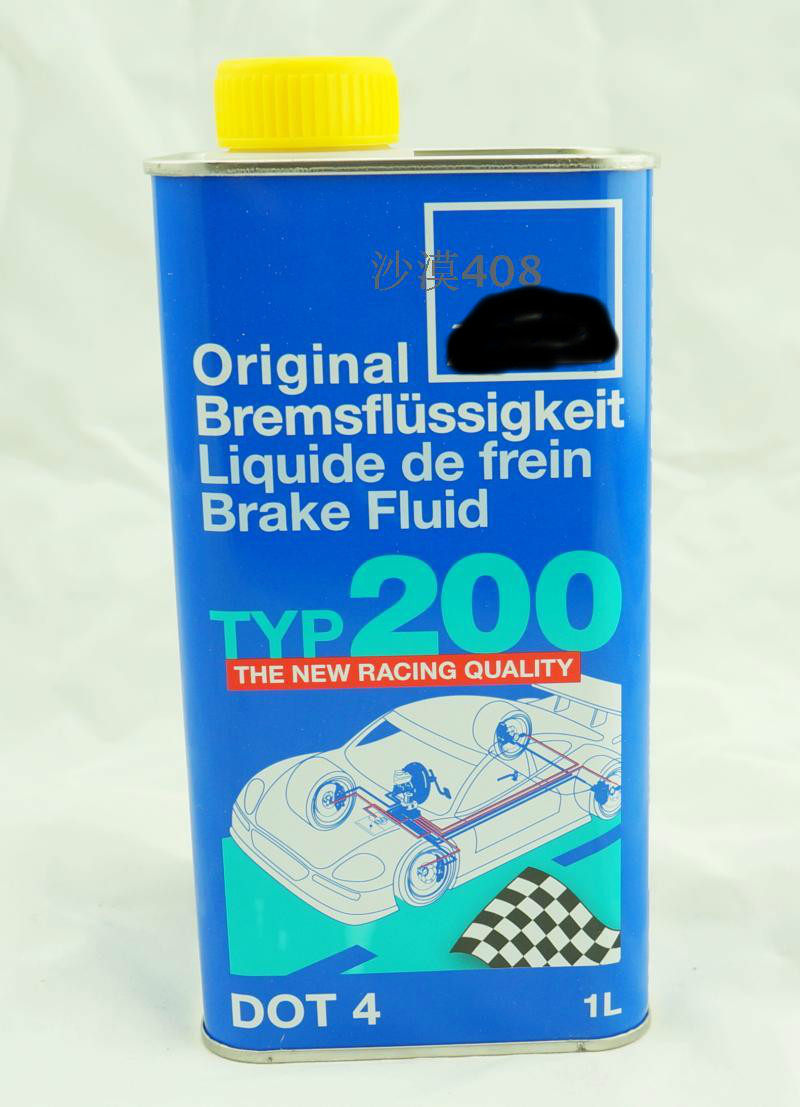 沙漠408
Original
Bremsflüssigkeit
Liquide de frein
Brake Fluid
TYP 200
THE NEW RACING QUALITY
DOT 4
1L